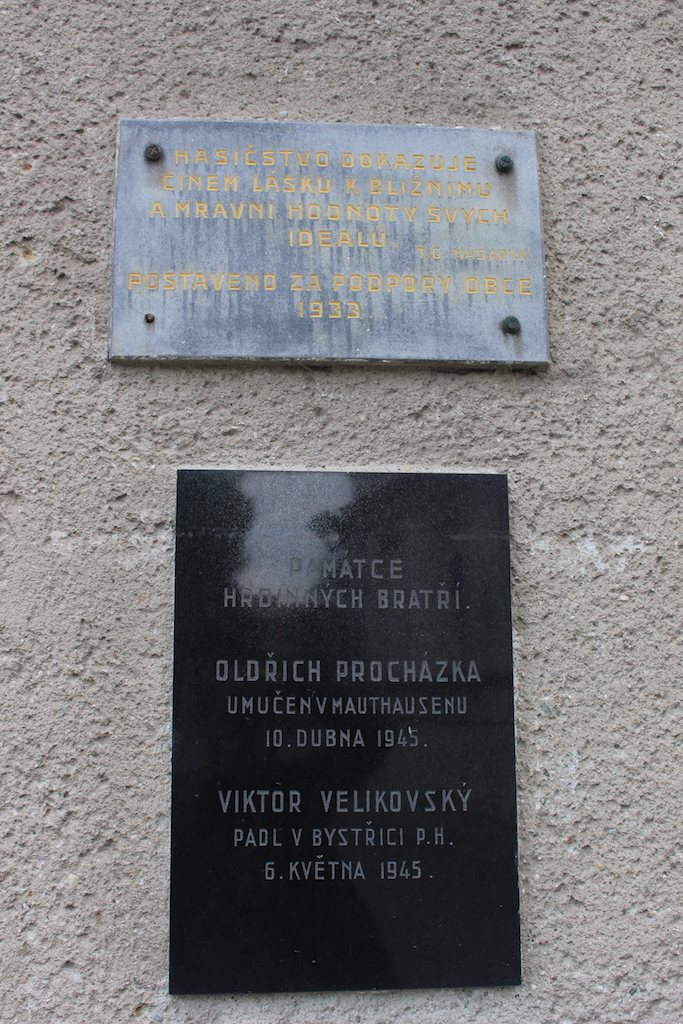 HASIČSTVO DOKAZUJE
ČINEM LÁSKU K BLIŽNÍMU
A MRAVNÍ HODNOTY SVÝCH
IDEÁLŮ. T.G. MASARYK
POSTAVENO ZA PODPORY OBCE
1933.
PAMÁTCE
HRDINNÝCH BRATŘÍ.
OLDŘICH PROCHÁZKA
UMUČEN V MAUTHAUSENU
10. DUBNA 1945.
VIKTOR VELIKOVSKÝ
PADL V BYSTŘICI P.H.
6. KVĚTNA 1945.